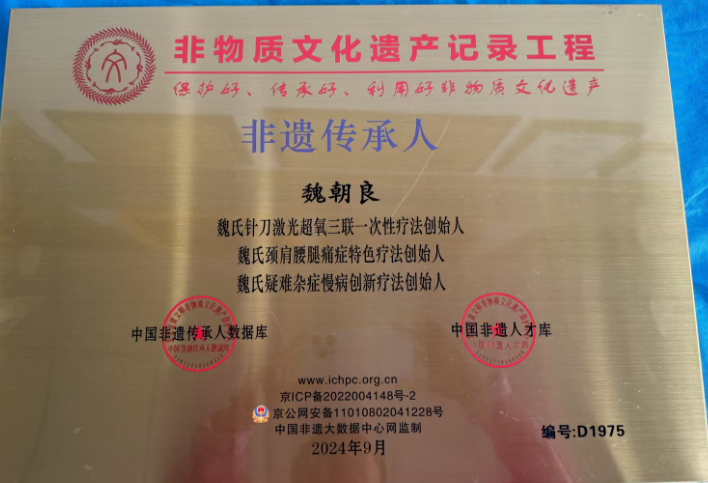 非物质文化遗产记录工程
保护好、传承好、利用好非物质文化遗产
非遗传承人
魏朝良
魏氏针刀激光超氧三联一次性疗法创始人
魏氏颈肩腰腿痛症特色疗法创始人
魏氏疑难杂症慢病创新疗法创始人
中国非遗传承人数据库
中国非遗人才库
www.ichpc.org.cn
京ICP备2022004148号-2
京公网安备11010802041228号
中国非遗大数据中心网监制
2024年9月
编号:D1975